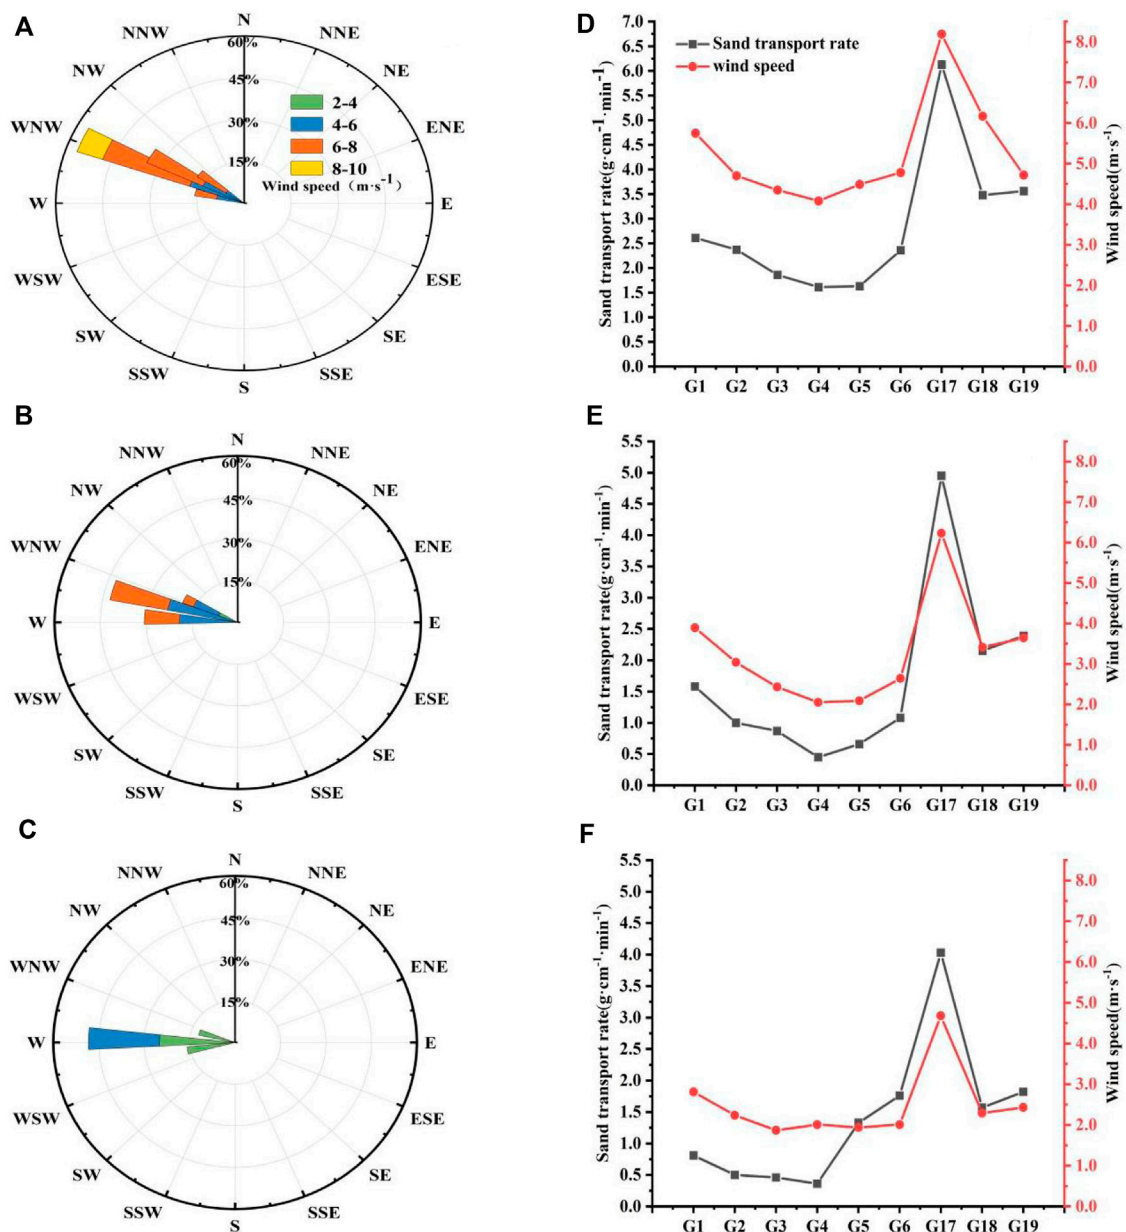 A
N
NNW
NNE
NW
NE
WNW
ENE
W
E
WSW
ESE
SW
SE
SSW
SSE
S
60%
45%
30%
15%
2-4
4-6
6-8
8-10
Wind speed (m·s⁻¹)
D
Sand transport rate
wind speed
Sand transport rate(g·cm⁻¹·min⁻¹)
7.0
6.5
6.0
5.5
5.0
4.5
4.0
3.5
3.0
2.5
2.0
1.5
1.0
0.5
0.0
G1 G2 G3 G4 G5 G6 G17 G18 G19
8.0
7.0
6.0
5.0
4.0
3.0
2.0
1.0
0.0
Wind speed(m·s⁻¹)
B
N
NNW
NNE
NW
NE
WNW
ENE
W
E
WSW
ESE
SW
SE
SSW
SSE
S
60%
45%
30%
15%
E
Sand transport rate(g·cm⁻¹·min⁻¹)
5.5
5.0
4.5
4.0
3.5
3.0
2.5
2.0
1.5
1.0
0.5
0.0
G1 G2 G3 G4 G5 G6 G17 G18 G19
8.0
7.0
6.0
5.0
4.0
3.0
2.0
1.0
0.0
Wind speed(m·s⁻¹)
C
N
NNW
NNE
NW
NE
WNW
ENE
W
E
WSW
ESE
SW
SE
SSW
SSE
S
60%
45%
30%
15%
F
Sand transport rate(g·cm⁻¹·min⁻¹)
5.5
5.0
4.5
4.0
3.5
3.0
2.5
2.0
1.5
1.0
0.5
0.0
G1 G2 G3 G4 G5 G6 G17 G18 G19
8.0
7.0
6.0
5.0
4.0
3.0
2.0
1.0
0.0
Wind speed(m·s⁻¹)